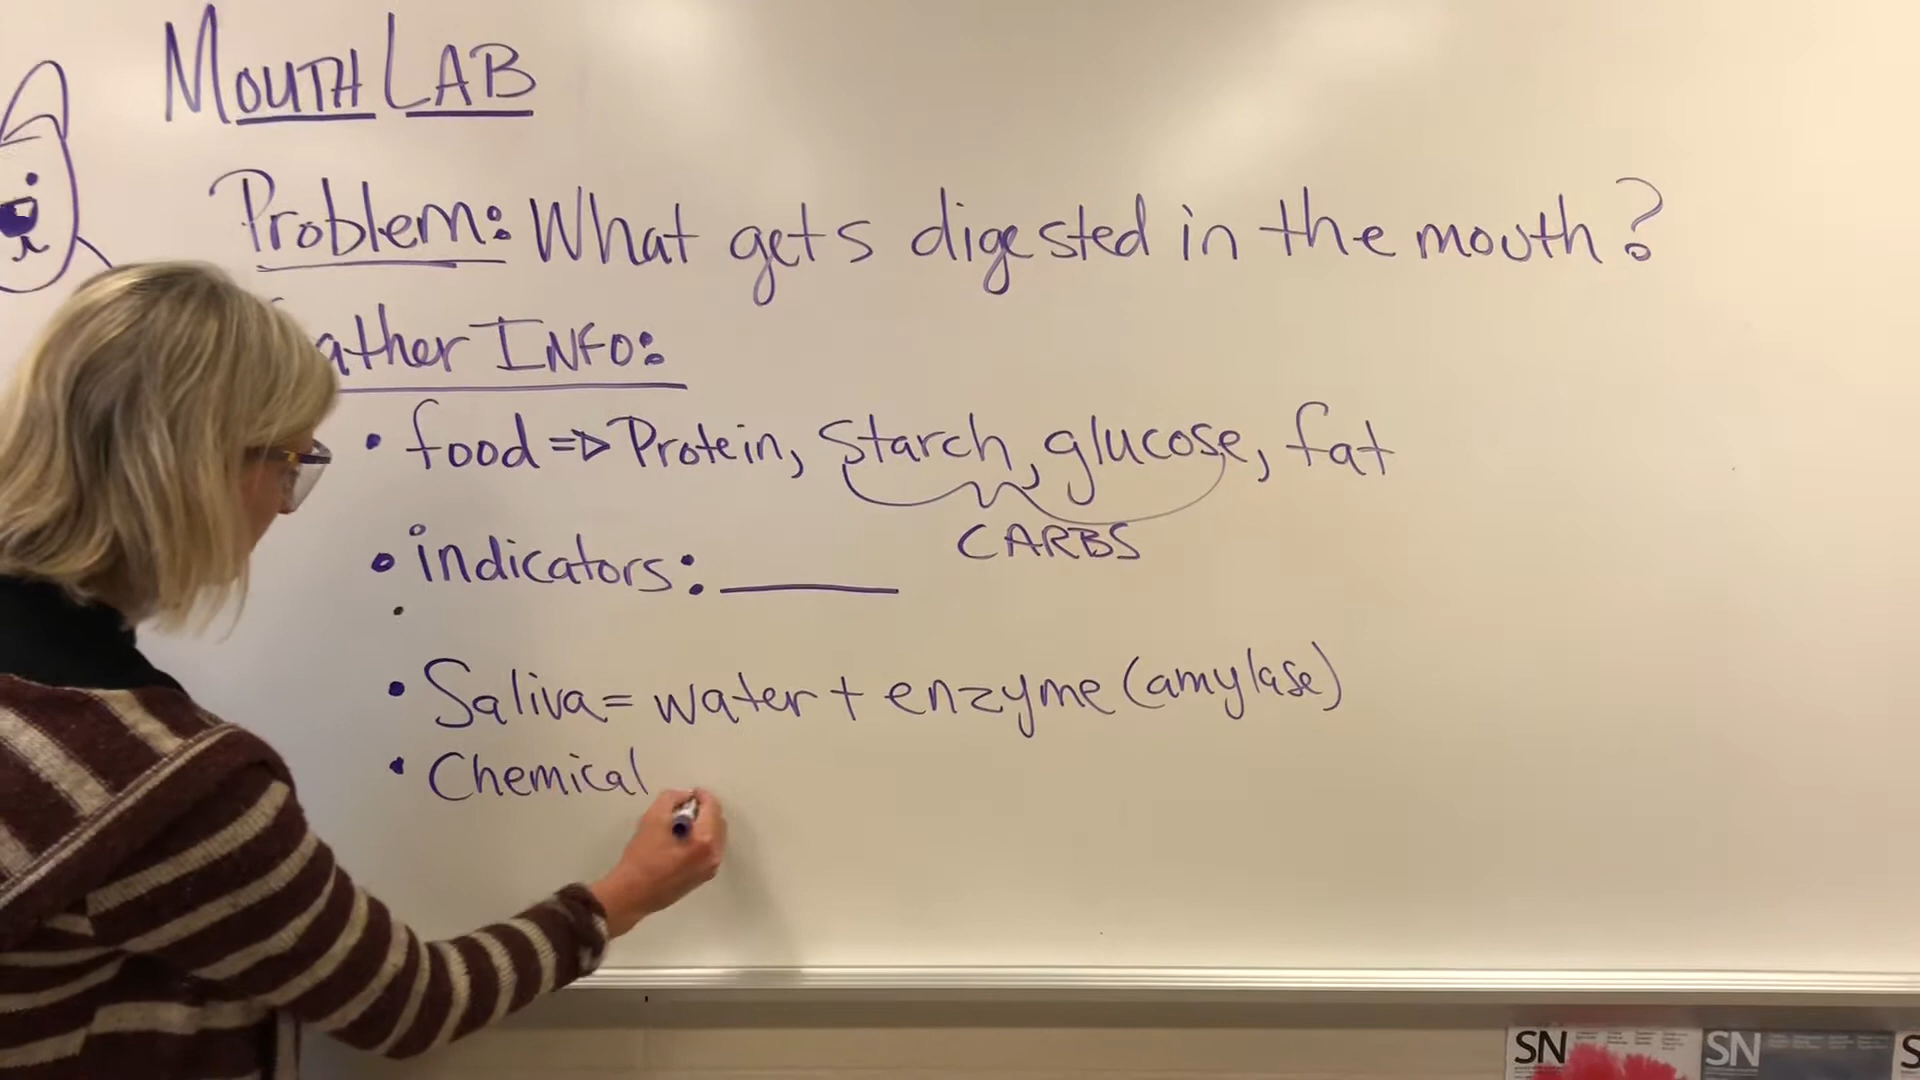 MOUTH LAB
Problem: What gets digested in the mouth?
ather INFO:
• food => Protein, Starch, glucose, fat
CARBS
• indicators: ______
•
• Saliva = water + enzyme (amylase)
• Chemical
SN SN S